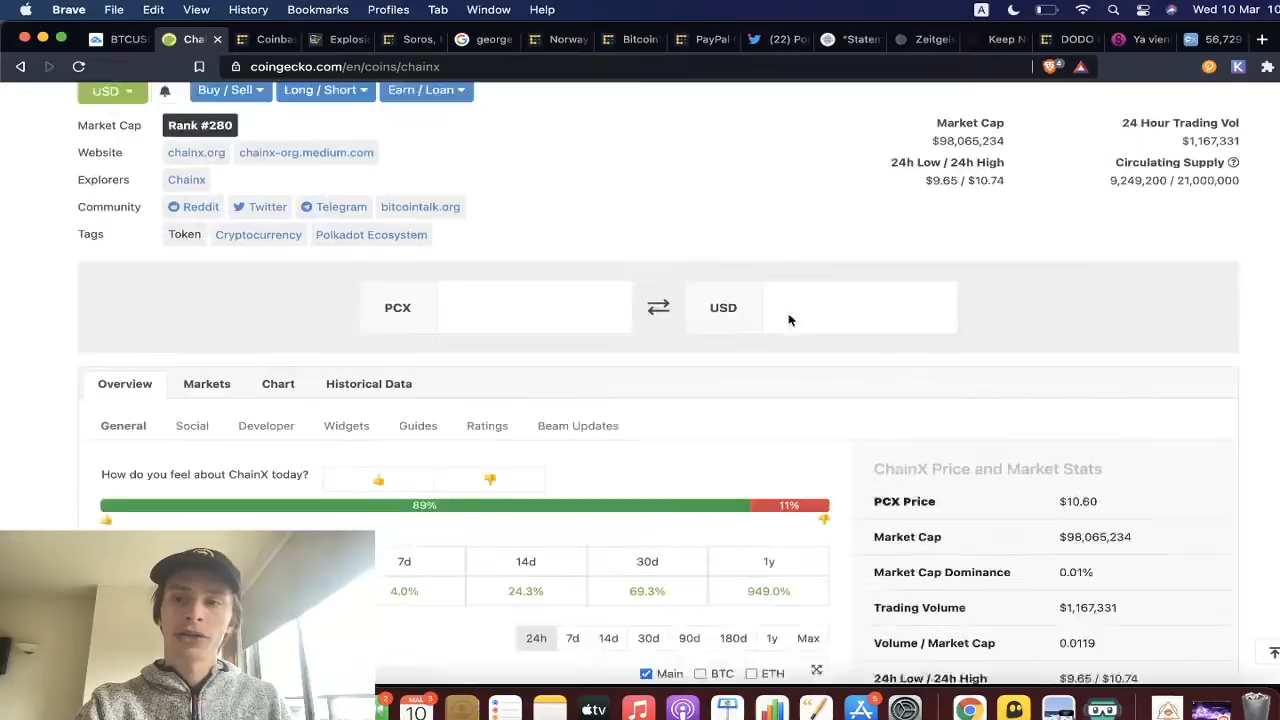 Brave File Edit View History Bookmarks Profiles Tab Window Help A Wed 10 Mar 10
BTCUS Cha Coinba Explosi Soros, George Norway Bitcoin PayPal (22) Po "Statem Zeitgei Keep N DODO Ya vien 56,729
coingecko.com/en/coins/chainx 4 K
USD Buy / Sell Long / Short Earn / Loan
Market Cap Rank #280 Market Cap 24 Hour Trading Vol
$98,065,234 $1,167,331
Website chainx.org chainx-org.medium.com 24h Low / 24h High Circulating Supply
Explorers Chainx $9.65 / $10.74 9,249,200 / 21,000,000
Community Reddit Twitter Telegram bitcointalk.org
Tags Token Cryptocurrency Polkadot Ecosystem
PCX USD
Overview Markets Chart Historical Data
General Social Developer Widgets Guides Ratings Beam Updates
How do you feel about ChainX today? ChainX Price and Market Stats
89% 11% PCX Price $10.60
Market Cap $98,065,234
7d 14d 30d 1y
Market Cap Dominance 0.01%
4.0% 24.3% 69.3% 949.0%
Trading Volume $1,167,331
24h 7d 14d 30d 90d 180d 1y Max Volume / Market Cap 0.0119
Main BTC ETH 24h Low / 24h High $9.65 / $10.74
2 MAR 3 10 tv 5